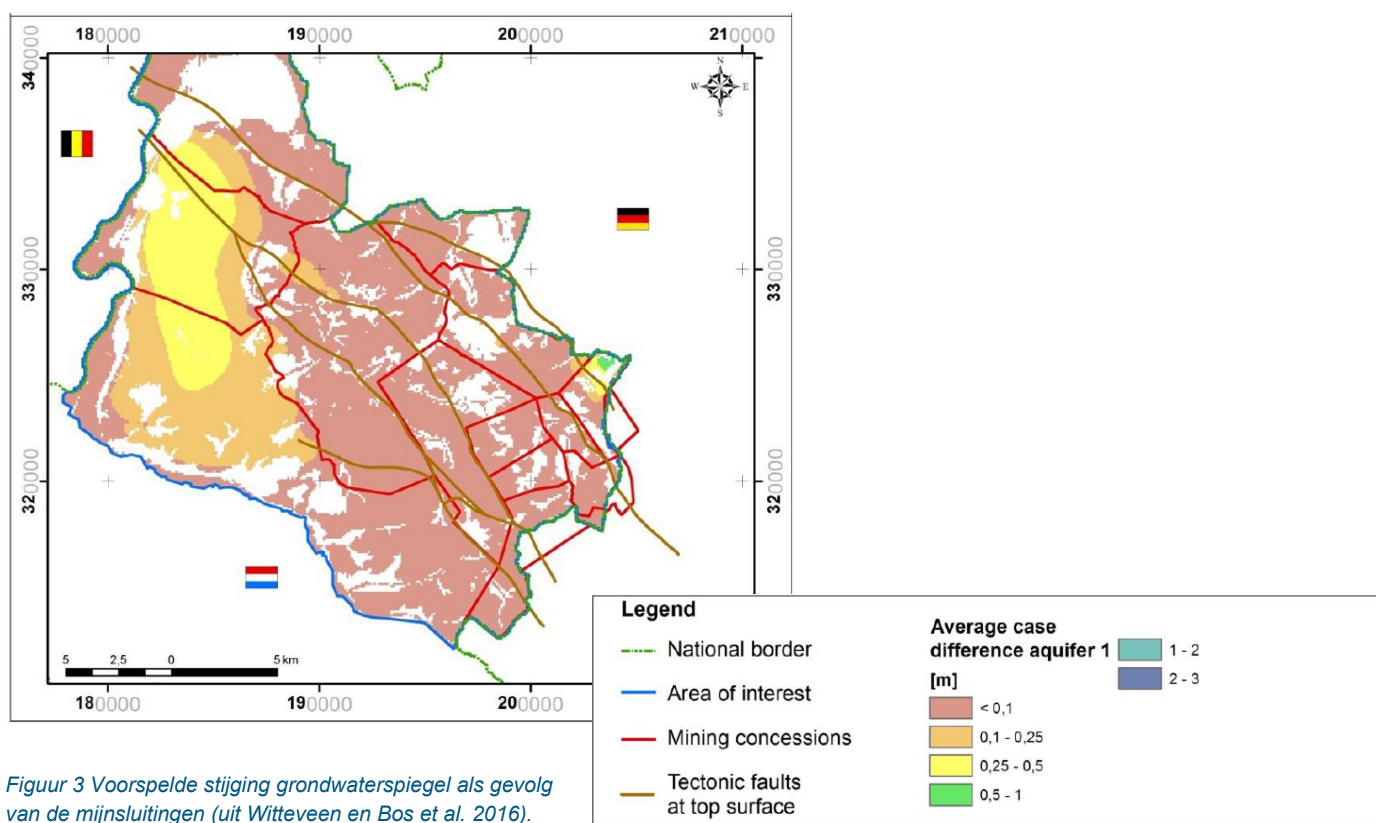 180000 190000 200000 210000
340000
N
W E
S
330000 330000
320000 320000
5 2,5 0 5 km
180000 190000 200000
Legend
National border
Area of interest
Mining concessions
Tectonic faults
at top surface
Average case
difference aquifer 1
[m]
< 0,1
0,1 - 0,25
0,25 - 0,5
0,5 - 1
1 - 2
2 - 3
Figuur 3 Voorspelde stijging grondwaterspiegel als gevolg
van de mijnsluitingen (uit Witteveen en Bos et al. 2016).